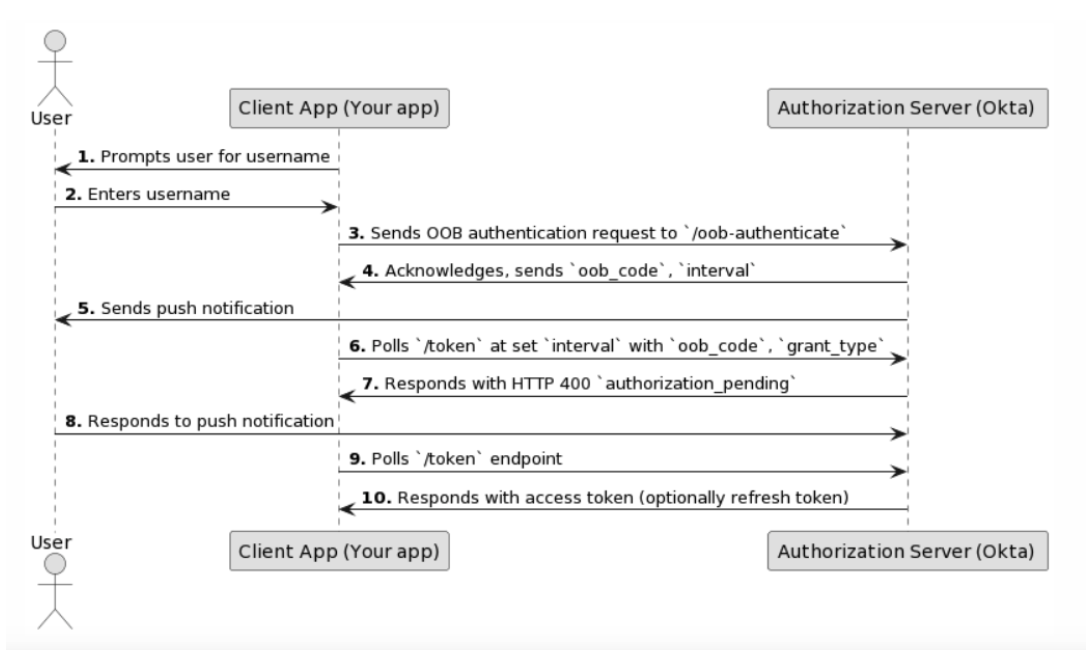 User
Client App (Your app)
Authorization Server (Okta)
1. Prompts user for username
2. Enters username
3. Sends OOB authentication request to `/oob-authenticate`
4. Acknowledges, sends `oob_code`, `interval`
5. Sends push notification
6. Polls `/token` at set `interval` with `oob_code`, `grant_type`
7. Responds with HTTP 400 `authorization_pending`
8. Responds to push notification
9. Polls `/token` endpoint
10. Responds with access token (optionally refresh token)
User
Client App (Your app)
Authorization Server (Okta)